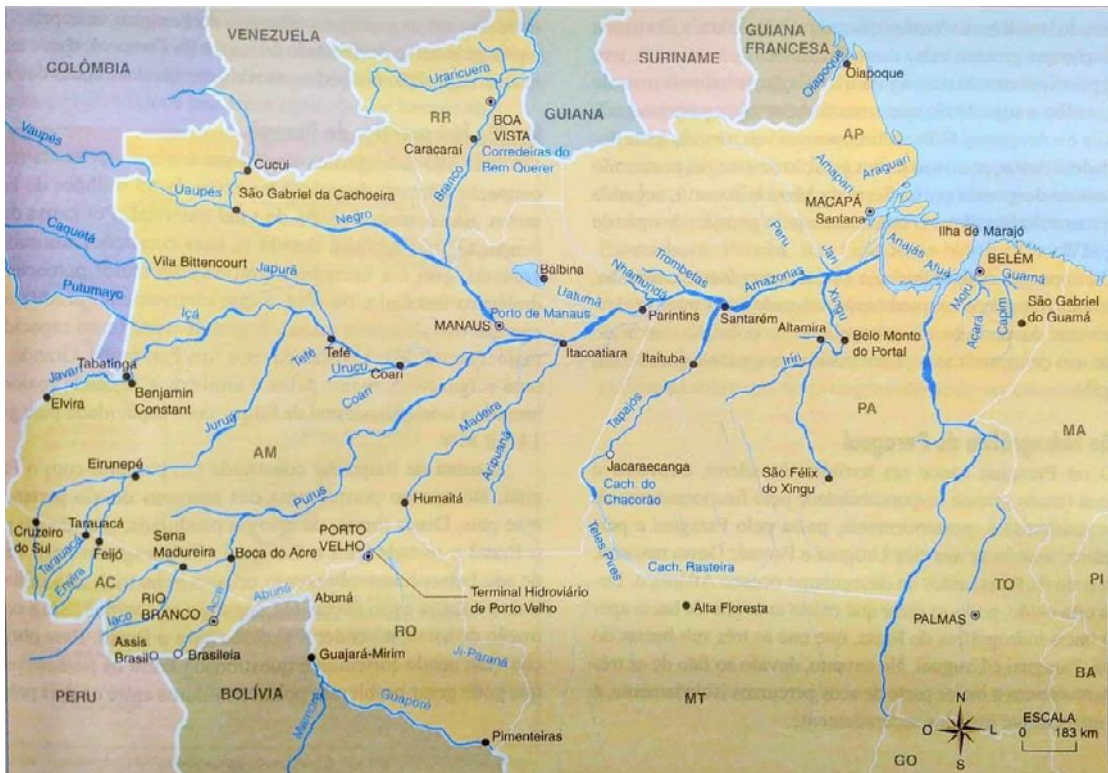 VENEZUELA
SURINAME
GUIANA
FRANCESA
COLÔMBIA
GUIANA
Uraricuera
Oiapoque
Oiapoque
RR
BOA
VISTA
Caracaraí
Corredeiras do
Bem Querer
AP
Vaupés
Cucui
Branco
Amapari
Araguari
Uaupés
São Gabriel da Cachoeira
MACAPÁ
Santana
Negro
Ilha de Marajó
Caquetá
Peru
Jari
Anajás
Atuá
BELÉM
Vila Bittencourt
Japurá
Balbina
Trombetas
Nhamundá
Amazonas
Guamá
Putumayo
Uatumã
Xingu
Moju
Acará
Capim
São Gabriel
do Guamá
Içá
MANAUS
Porto de Manaus
Parintins
Santarém
Altamira
Belo Monte
do Portal
Tefé
Tefé
Itacoatiara
Itaituba
Iriri
Tabatinga
Urucu
Coari
Javari
Benjamin
Constant
Coari
Elvira
Madeira
Aripuanã
Tapajós
PA
MA
Juruá
AM
Eirunepé
Jacaraecanga
São Félix
do Xingu
Purus
Humaitá
Cach. do
Chacorão
Cruzeiro
do Sul
Tarauacá
Tarauacá
Feijó
Envira
Sena
Madureira
Boca do Acre
PORTO
VELHO
Teles Pires
Cach. Rasteira
AC
TO
PI
RIO
BRANCO
Acre
Abunã
Abunã
Terminal Hidroviário
de Porto Velho
Alta Floresta
Iaco
PALMAS
Assis
Brasil
Brasileia
RO
Guajará-Mirim
Ji-Paraná
BA
PERU
BOLÍVIA
Mamoré
Guaporé
MT
Pimenteiras
N
O
L
S
ESCALA
0 183 km
GO